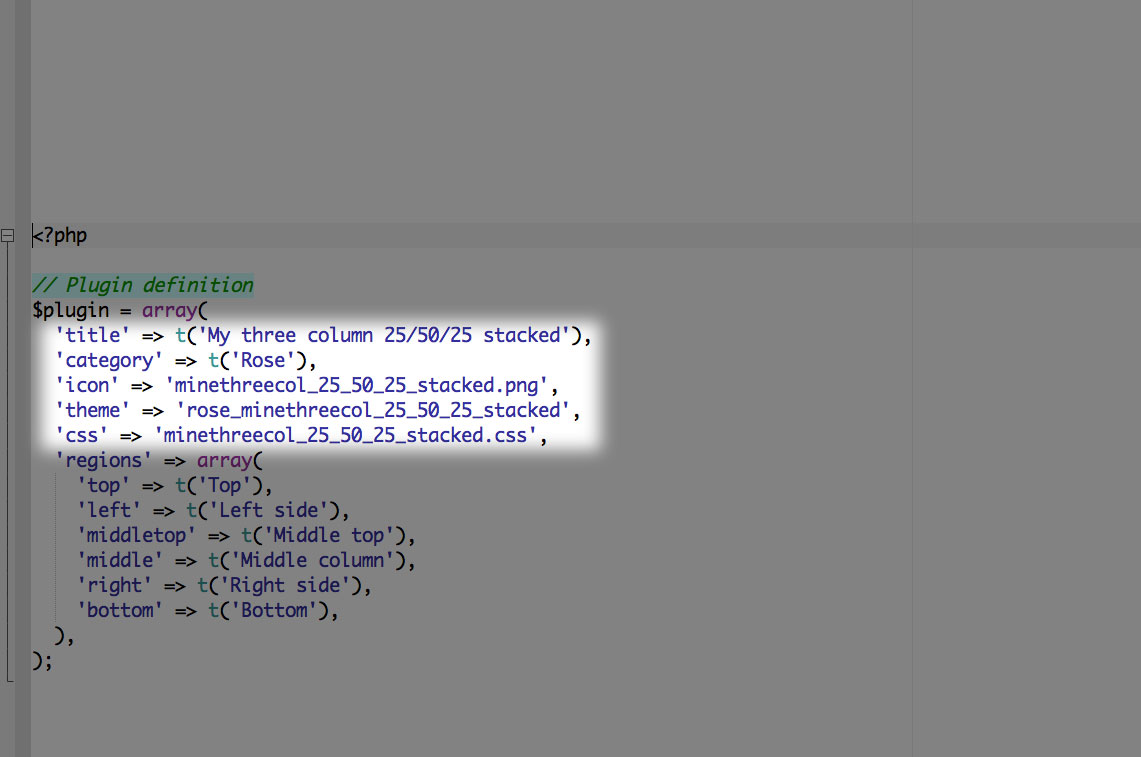 <?php
// Plugin definition
$plugin = array(
'title' => t('My three column 25/50/25 stacked'),
'category' => t('Rose'),
'icon' => 'minethreecol_25_50_25_stacked.png',
'theme' => 'rose_minethreecol_25_50_25_stacked',
'css' => 'minethreecol_25_50_25_stacked.css',
'regions' => array(
'top' => t('Top'),
'left' => t('Left side'),
'middletop' => t('Middle top'),
'middle' => t('Middle column'),
'right' => t('Right side'),
'bottom' => t('Bottom'),
),
);